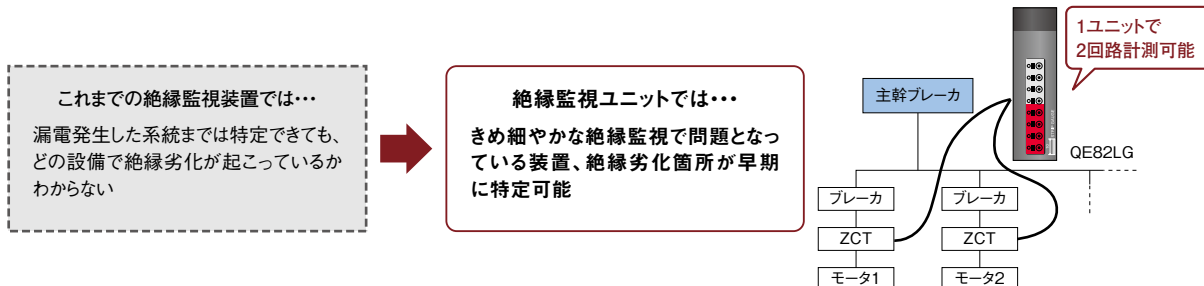 これまでの絶縁監視装置では…
漏電発生した系統までは特定できても、
どの設備で絶縁劣化が起こっているか
わからない
絶縁監視ユニットでは…
きめ細やかな絶縁監視で問題となっ
ている装置、絶縁劣化箇所が早期
に特定可能
1ユニットで
2回路計測可能
主幹ブレーカ
QE82LG
ブレーカ
ブレーカ
ZCT
ZCT
モータ1
モータ2